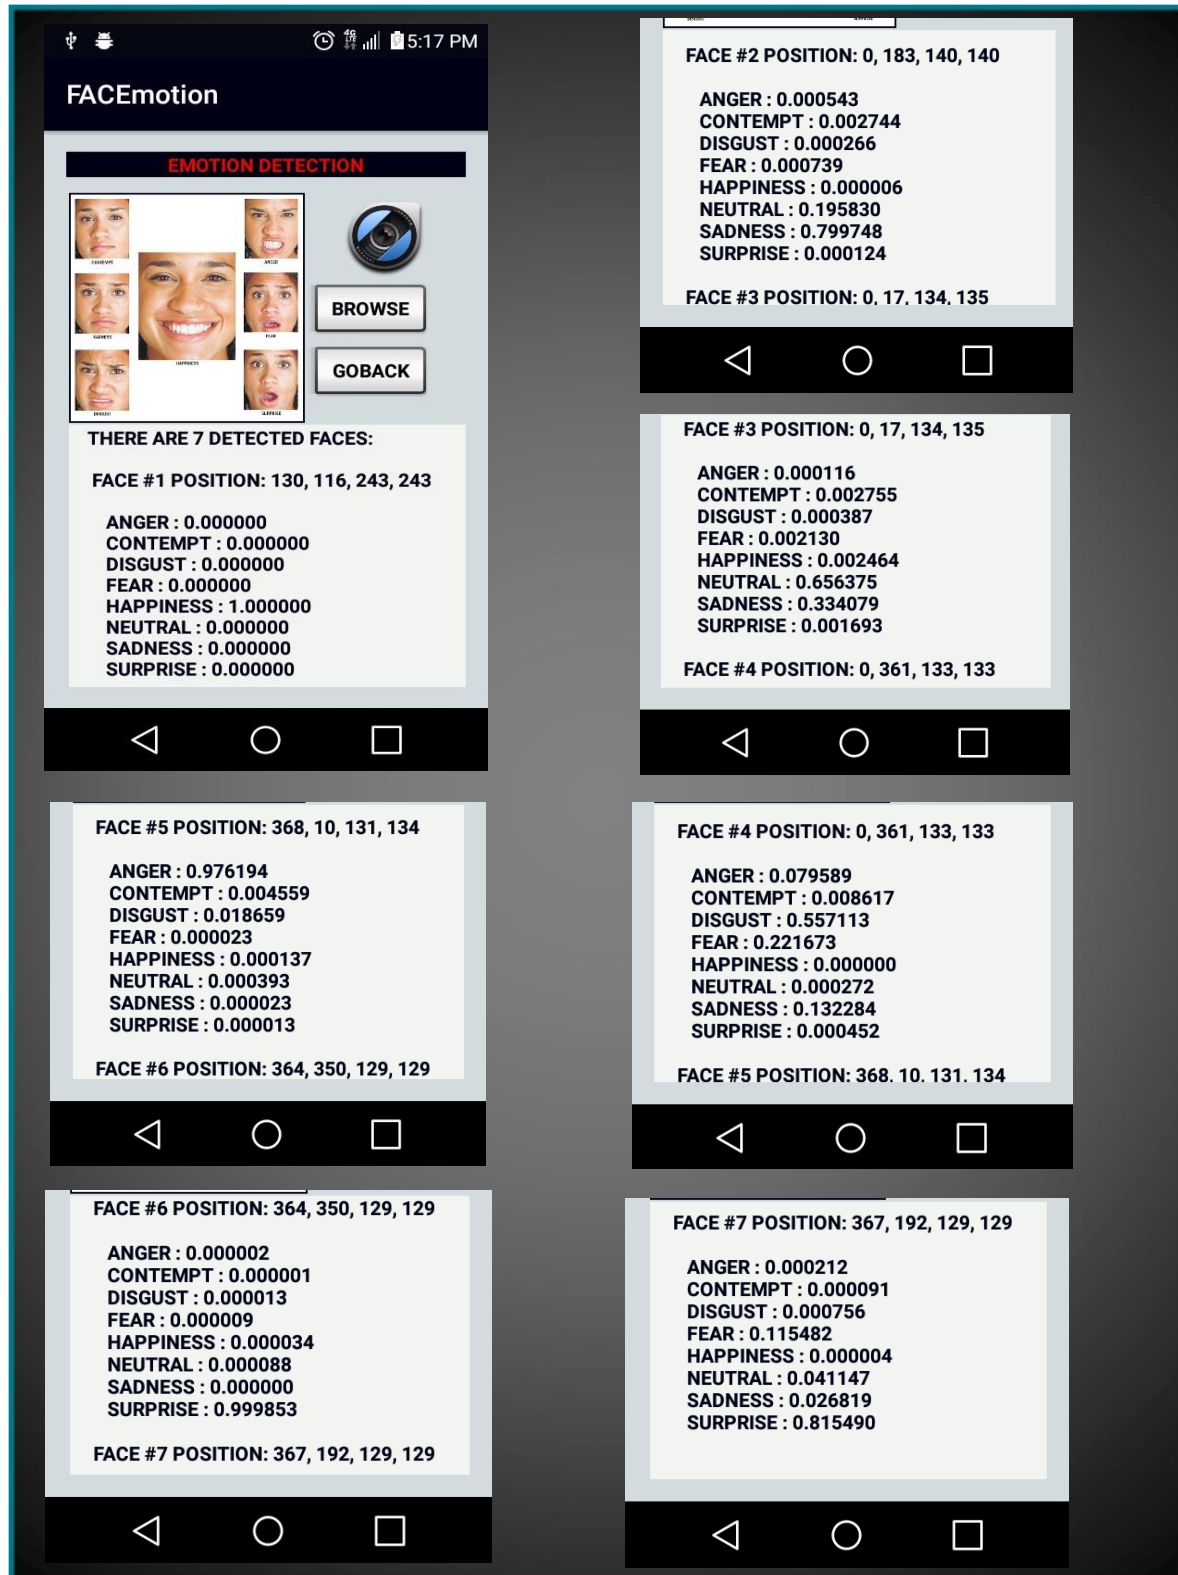 4G
LTE
5:17 PM
FACEmotion
EMOTION DETECTION
CONTEMPT
ANGER
SADNESS
FEAR
HAPPINESS
DISGUST
SURPRISE
BROWSE
GOBACK
THERE ARE 7 DETECTED FACES:
FACE #1 POSITION: 130, 116, 243, 243
ANGER : 0.000000
CONTEMPT : 0.000000
DISGUST : 0.000000
FEAR : 0.000000
HAPPINESS : 1.000000
NEUTRAL : 0.000000
SADNESS : 0.000000
SURPRISE : 0.000000
DISGUST
SURPRISE
FACE #2 POSITION: 0, 183, 140, 140
ANGER : 0.000543
CONTEMPT : 0.002744
DISGUST : 0.000266
FEAR : 0.000739
HAPPINESS : 0.000006
NEUTRAL : 0.195830
SADNESS : 0.799748
SURPRISE : 0.000124
FACE #3 POSITION: 0, 17, 134, 135
FACE #3 POSITION: 0, 17, 134, 135
ANGER : 0.000116
CONTEMPT : 0.002755
DISGUST : 0.000387
FEAR : 0.002130
HAPPINESS : 0.002464
NEUTRAL : 0.656375
SADNESS : 0.334079
SURPRISE : 0.001693
FACE #4 POSITION: 0, 361, 133, 133
FACE #5 POSITION: 368, 10, 131, 134
ANGER : 0.976194
CONTEMPT : 0.004559
DISGUST : 0.018659
FEAR : 0.000023
HAPPINESS : 0.000137
NEUTRAL : 0.000393
SADNESS : 0.000023
SURPRISE : 0.000013
FACE #6 POSITION: 364, 350, 129, 129
FACE #4 POSITION: 0, 361, 133, 133
ANGER : 0.079589
CONTEMPT : 0.008617
DISGUST : 0.557113
FEAR : 0.221673
HAPPINESS : 0.000000
NEUTRAL : 0.000272
SADNESS : 0.132284
SURPRISE : 0.000452
FACE #5 POSITION: 368, 10, 131, 134
FACE #6 POSITION: 364, 350, 129, 129
ANGER : 0.000002
CONTEMPT : 0.000001
DISGUST : 0.000013
FEAR : 0.000009
HAPPINESS : 0.000034
NEUTRAL : 0.000088
SADNESS : 0.000000
SURPRISE : 0.999853
FACE #7 POSITION: 367, 192, 129, 129
FACE #7 POSITION: 367, 192, 129, 129
ANGER : 0.000212
CONTEMPT : 0.000091
DISGUST : 0.000756
FEAR : 0.115482
HAPPINESS : 0.000004
NEUTRAL : 0.041147
SADNESS : 0.026819
SURPRISE : 0.815490